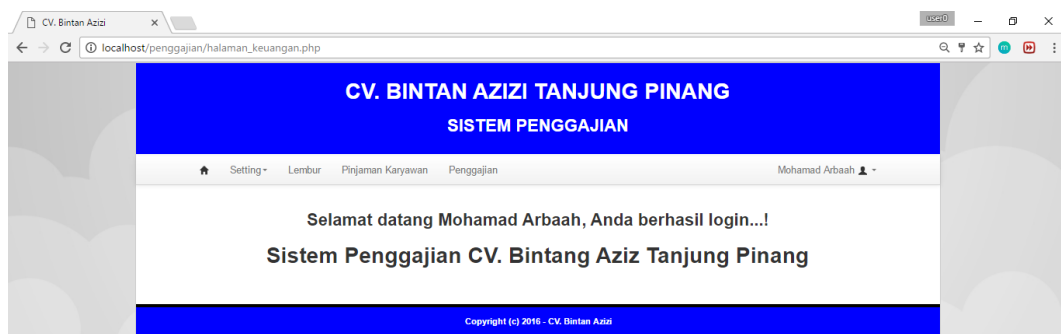 CV. Bintan Azizi
user0
localhost/penggajian/halaman_keuangan.php
CV. BINTAN AZIZI TANJUNG PINANG
SISTEM PENGGAJIAN
Setting Lembur Pinjaman Karyawan Penggajian Mohamad Arbaah
Selamat datang Mohamad Arbaah, Anda berhasil login...!
Sistem Penggajian CV. Bintang Aziz Tanjung Pinang
Copyright (c) 2016 - CV. Bintan Azizi